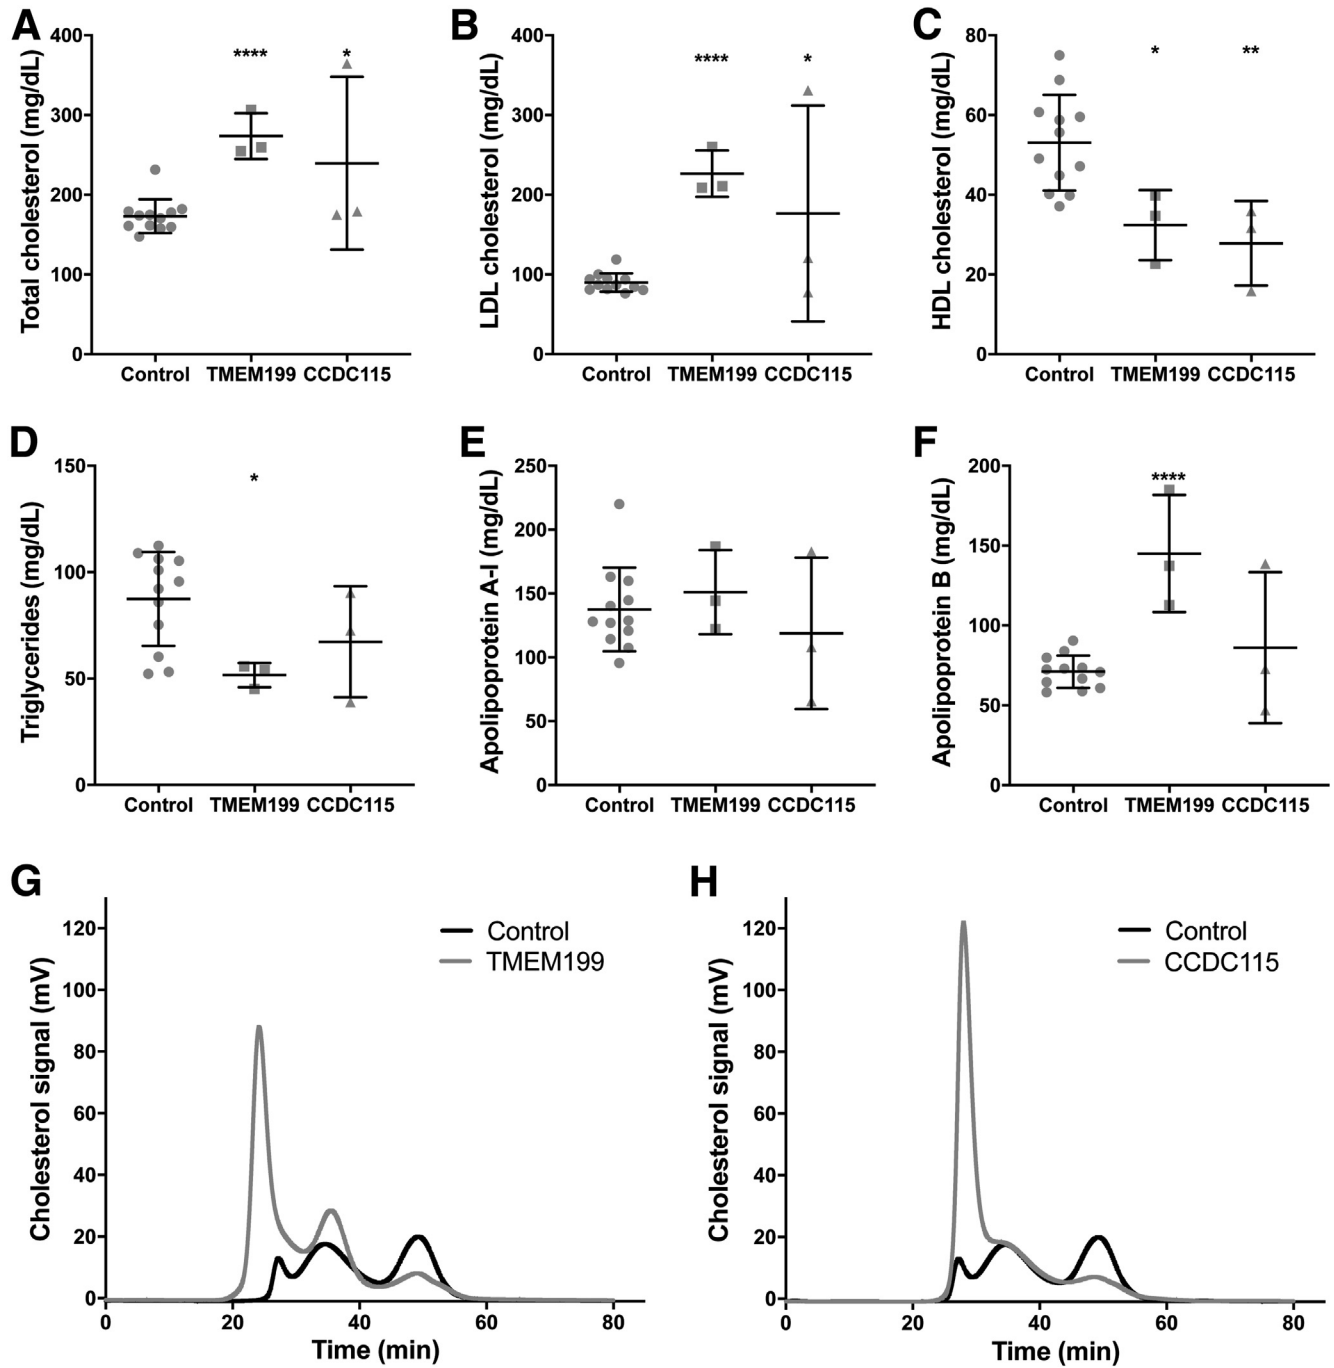 A
Total cholesterol (mg/dL)
400
300
200
100
0
****
*
Control
TMEM199
CCDC115
B
LDL cholesterol (mg/dL)
400
300
200
100
0
****
*
Control
TMEM199
CCDC115
C
HDL cholesterol (mg/dL)
80
60
40
20
0
*
**
Control
TMEM199
CCDC115
D
Triglycerides (mg/dL)
150
100
50
0
*
Control
TMEM199
CCDC115
E
Apolipoprotein A-I (mg/dL)
250
200
150
100
50
0
Control
TMEM199
CCDC115
F
Apolipoprotein B (mg/dL)
200
150
100
50
0
****
Control
TMEM199
CCDC115
G
Cholesterol signal (mV)
120
100
80
60
40
20
0
Control
TMEM199
0
20
40
60
80
Time (min)
H
Cholesterol signal (mV)
120
100
80
60
40
20
0
Control
CCDC115
0
20
40
60
80
Time (min)